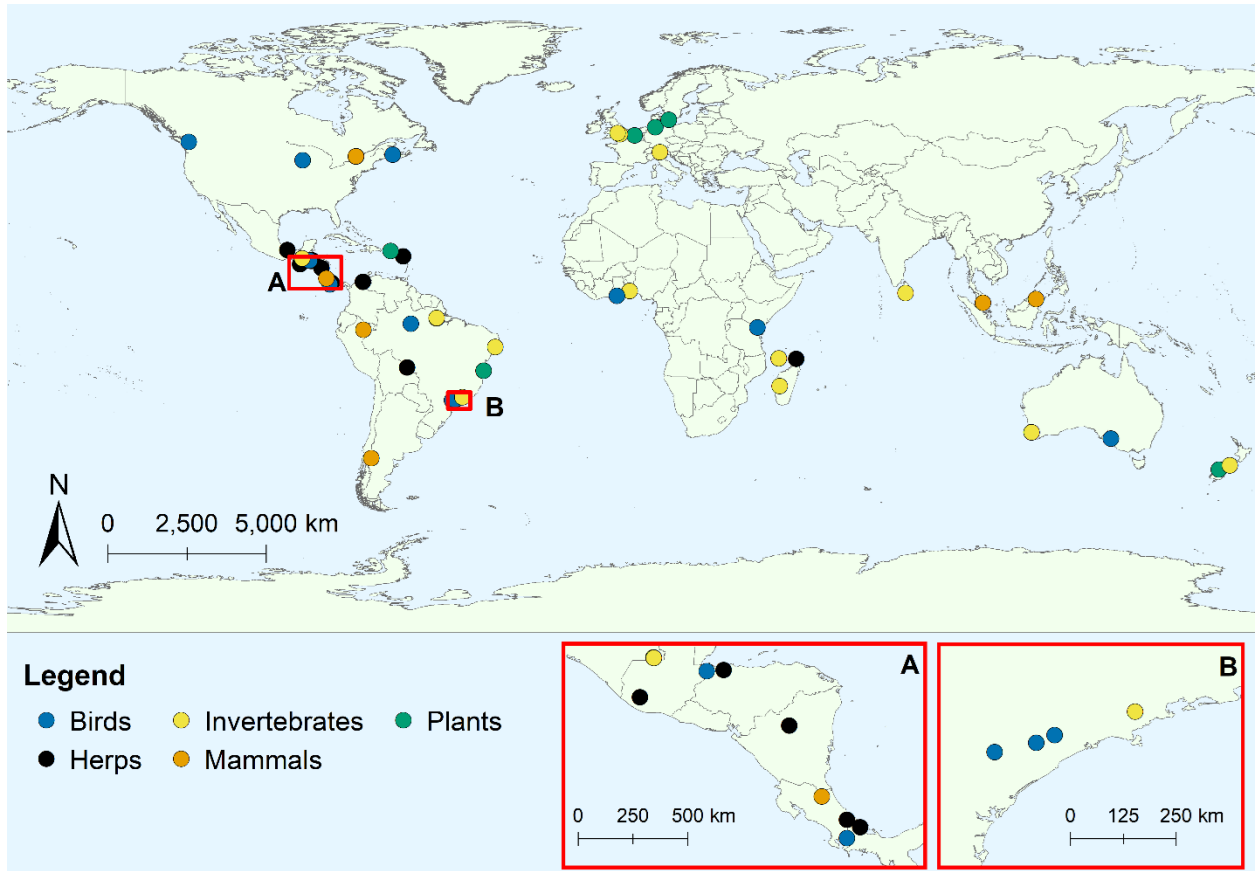 A
B
N
0 2,500 5,000 km
Legend
Birds Invertebrates Plants
Herps Mammals
A
0 250 500 km
B
0 125 250 km